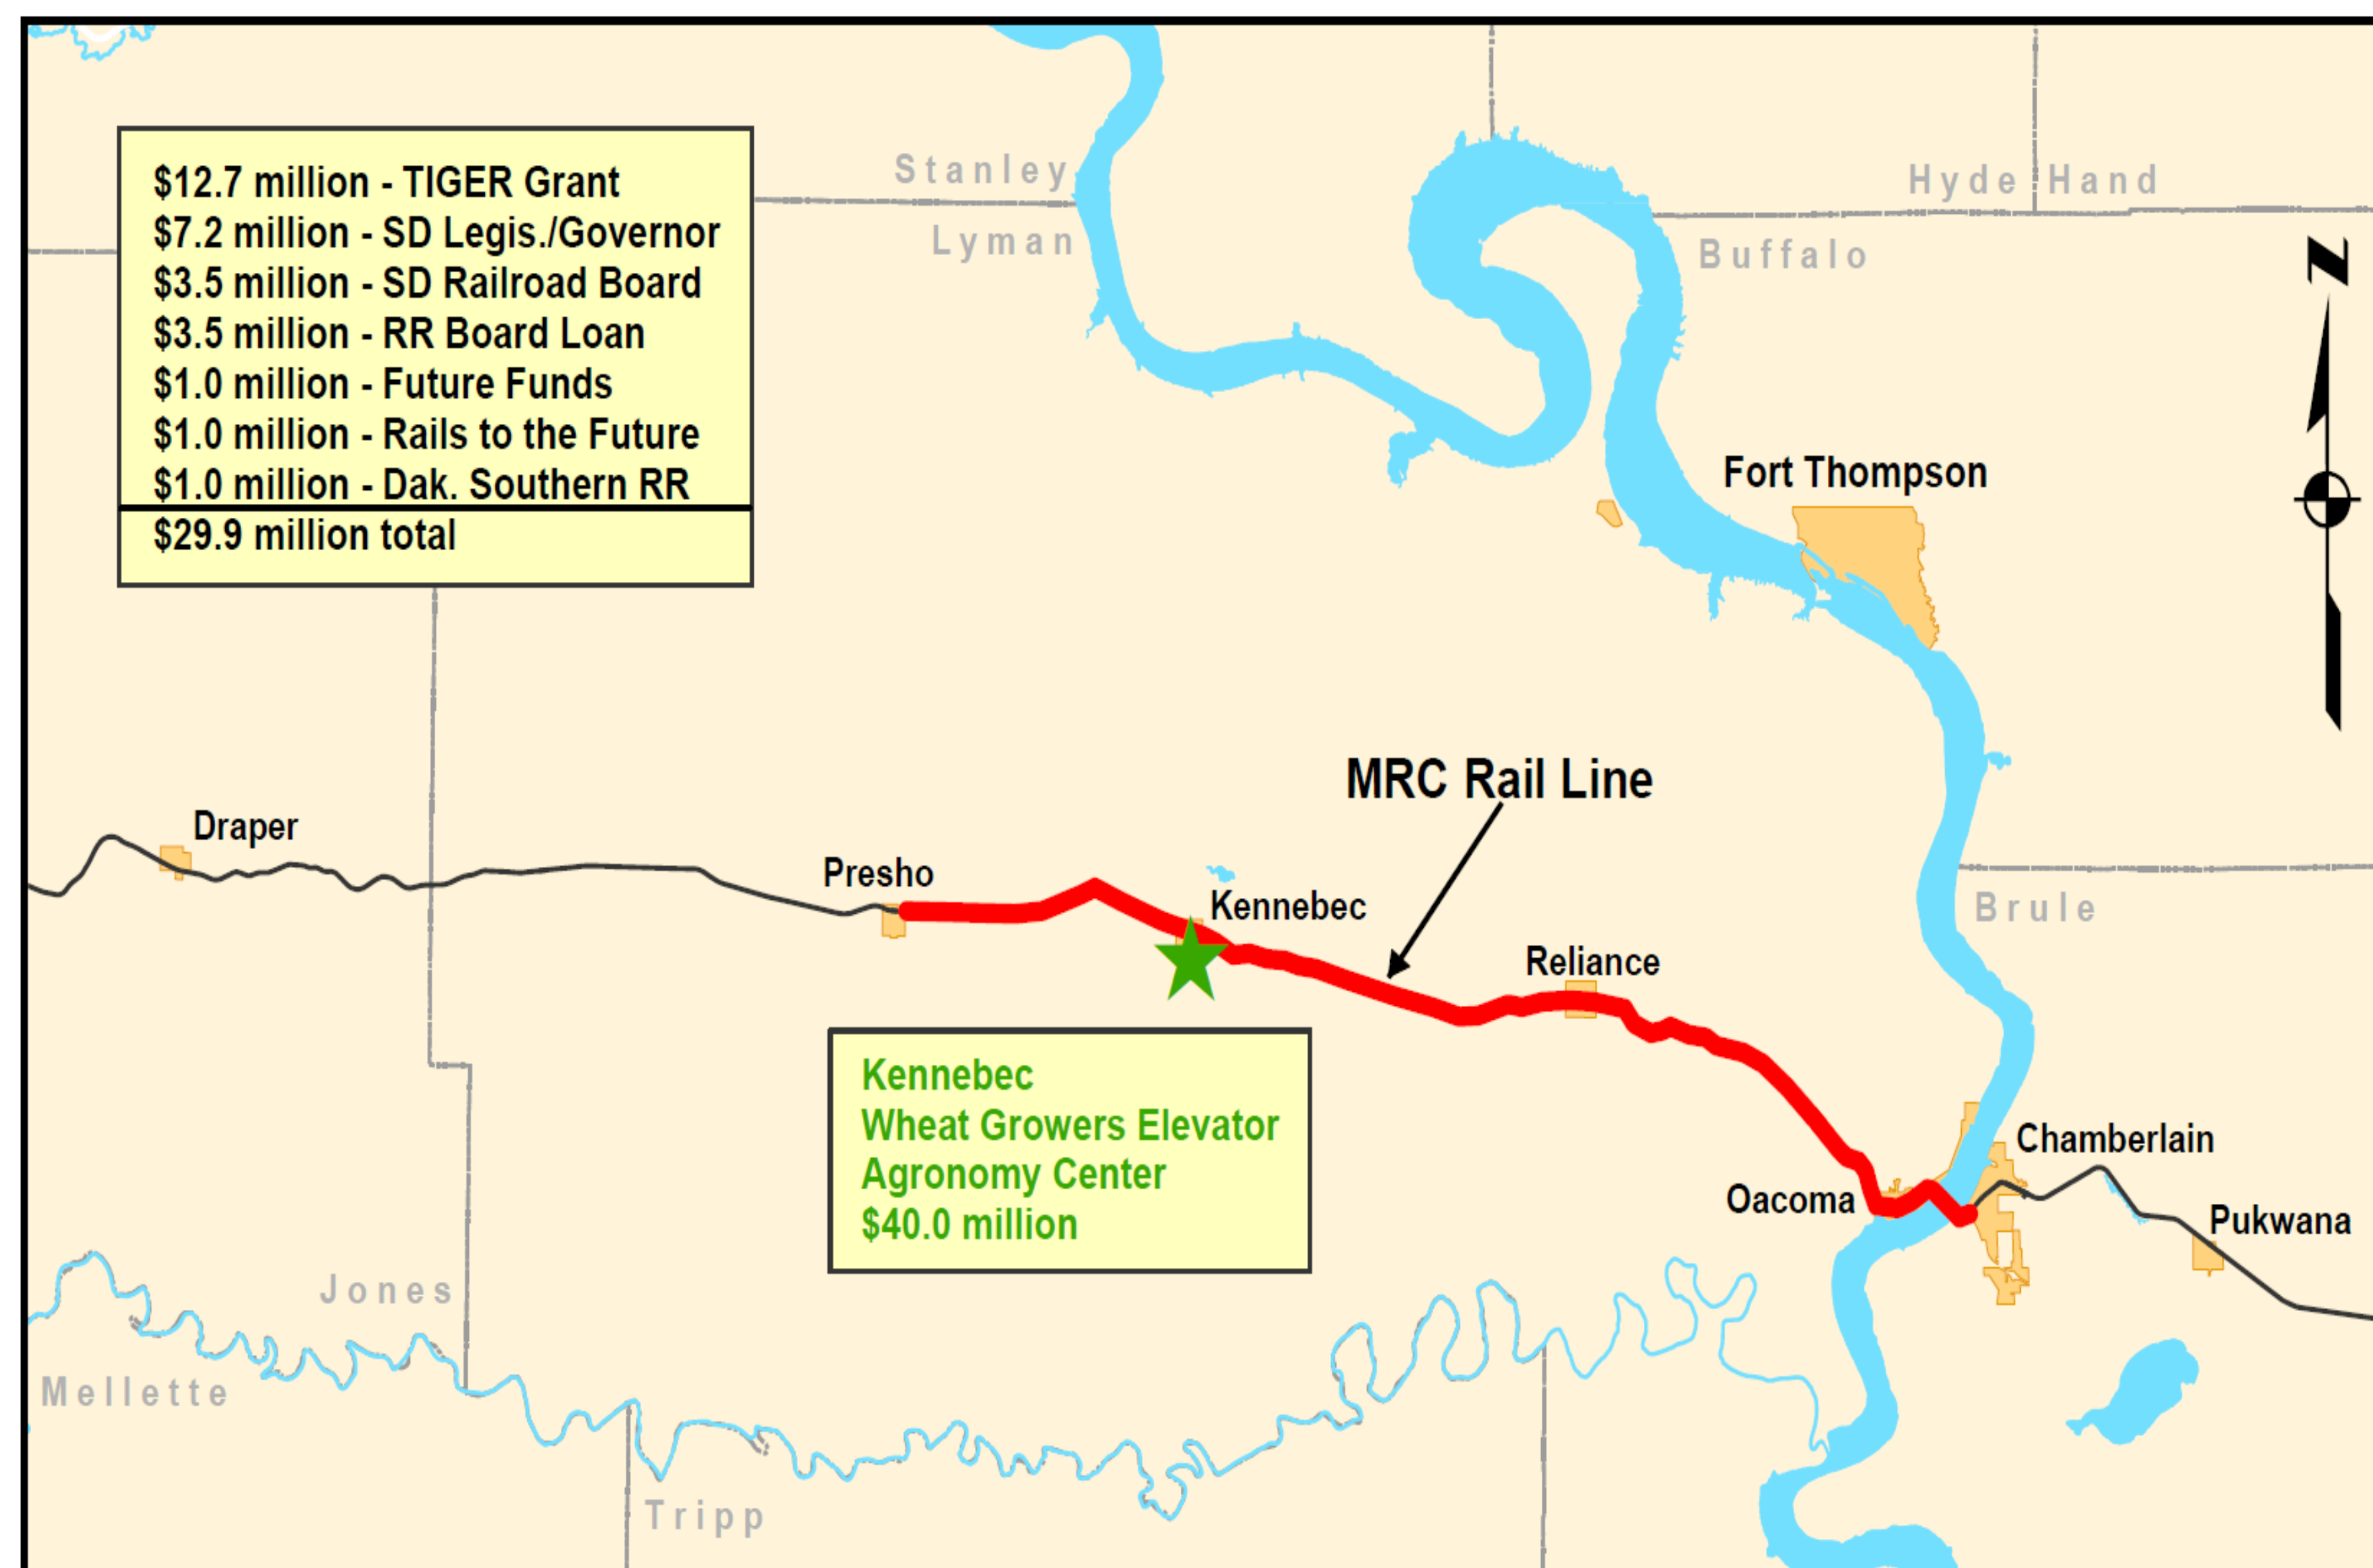 $12.7 million - TIGER Grant
$7.2 million - SD Legis./Governor
$3.5 million - SD Railroad Board
$3.5 million - RR Board Loan
$1.0 million - Future Funds
$1.0 million - Rails to the Future
$1.0 million - Dak. Southern RR
$29.9 million total
Stanley
Lyman
Hyde
Hand
Buffalo
N
Fort Thompson
MRC Rail Line
Draper
Presho
Kennebec
Reliance
Brule
Kennebec
Wheat Growers Elevator
Agronomy Center
$40.0 million
Chamberlain
Oacoma
Pukwana
Jones
Mellette
Tripp